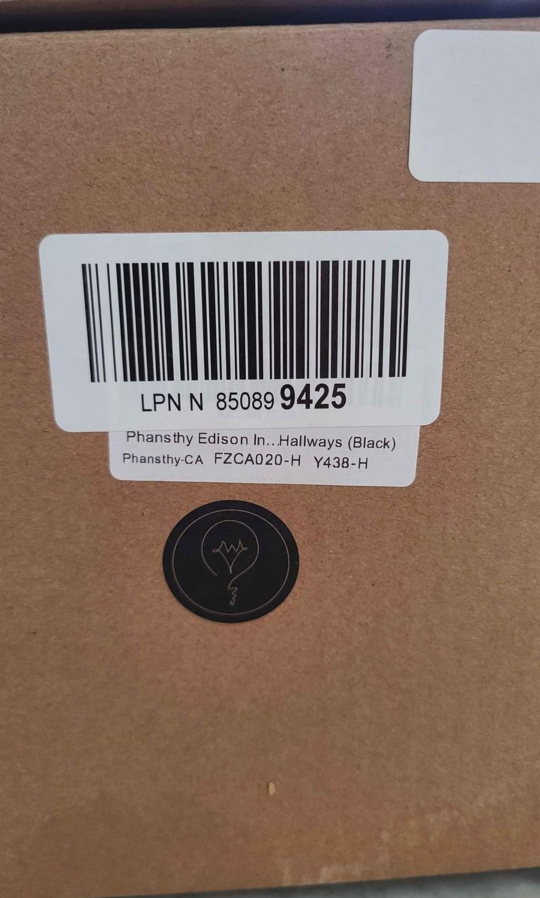 LPN N 85089 9425
Phansthy Edison In...Hallways (Black)
Phansthy-CA FZCA020-H Y438-H